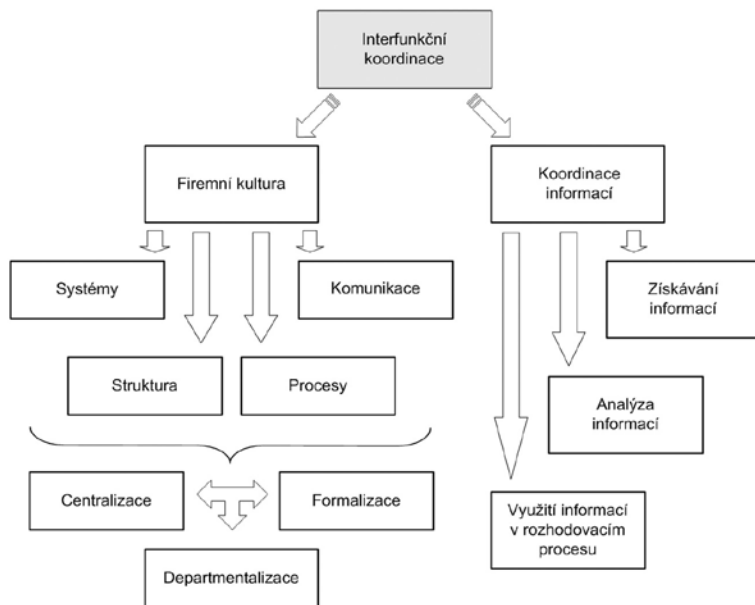 Interfunkční
koordinace
Firemní kultura
Koordinace
informací
Systémy
Komunikace
Získávání
informací
Struktura
Procesy
Analýza
informací
Centralizace
Formalizace
Využití informací
v rozhodovacím
procesu
Departmentalizace